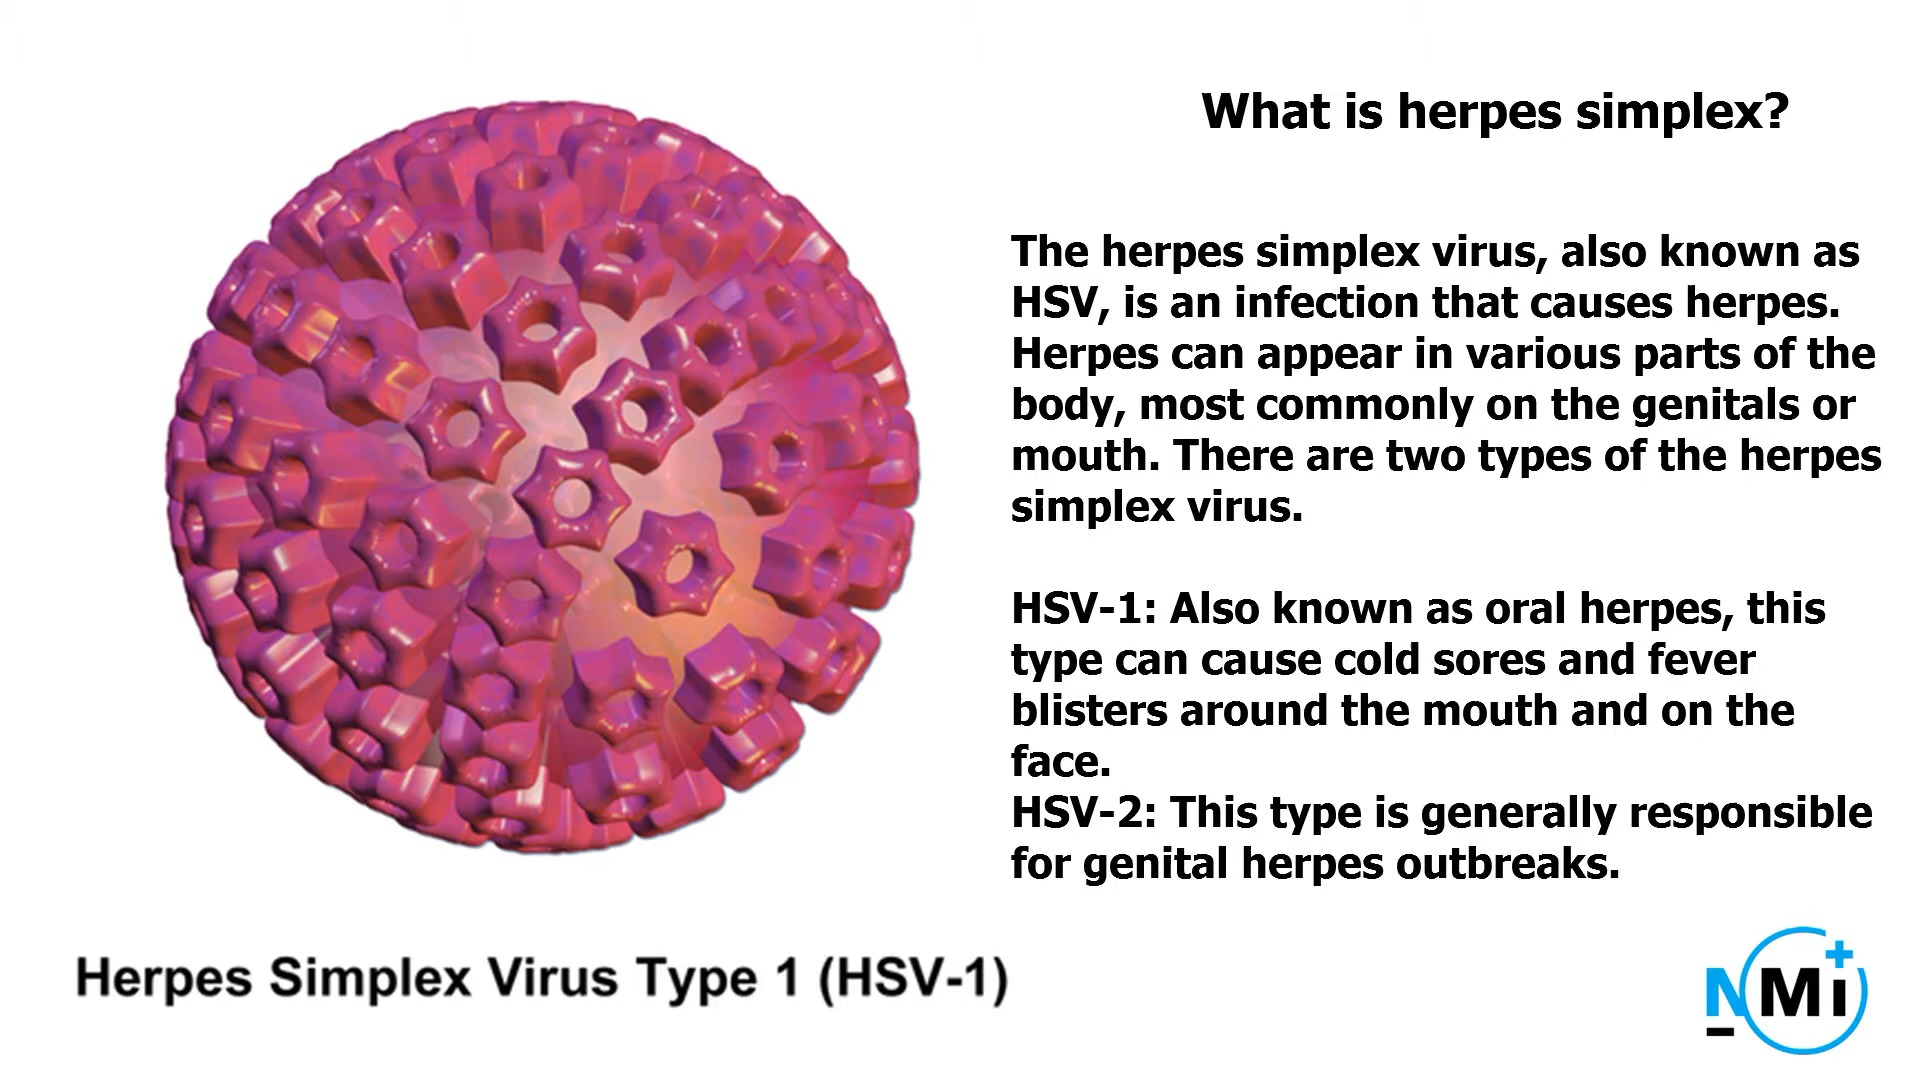 What is herpes simplex?
The herpes simplex virus, also known as
HSV, is an infection that causes herpes.
Herpes can appear in various parts of the
body, most commonly on the genitals or
mouth. There are two types of the herpes
simplex virus.
HSV-1: Also known as oral herpes, this
type can cause cold sores and fever
blisters around the mouth and on the
face.
HSV-2: This type is generally responsible
for genital herpes outbreaks.
Herpes Simplex Virus Type 1 (HSV-1)
NMi